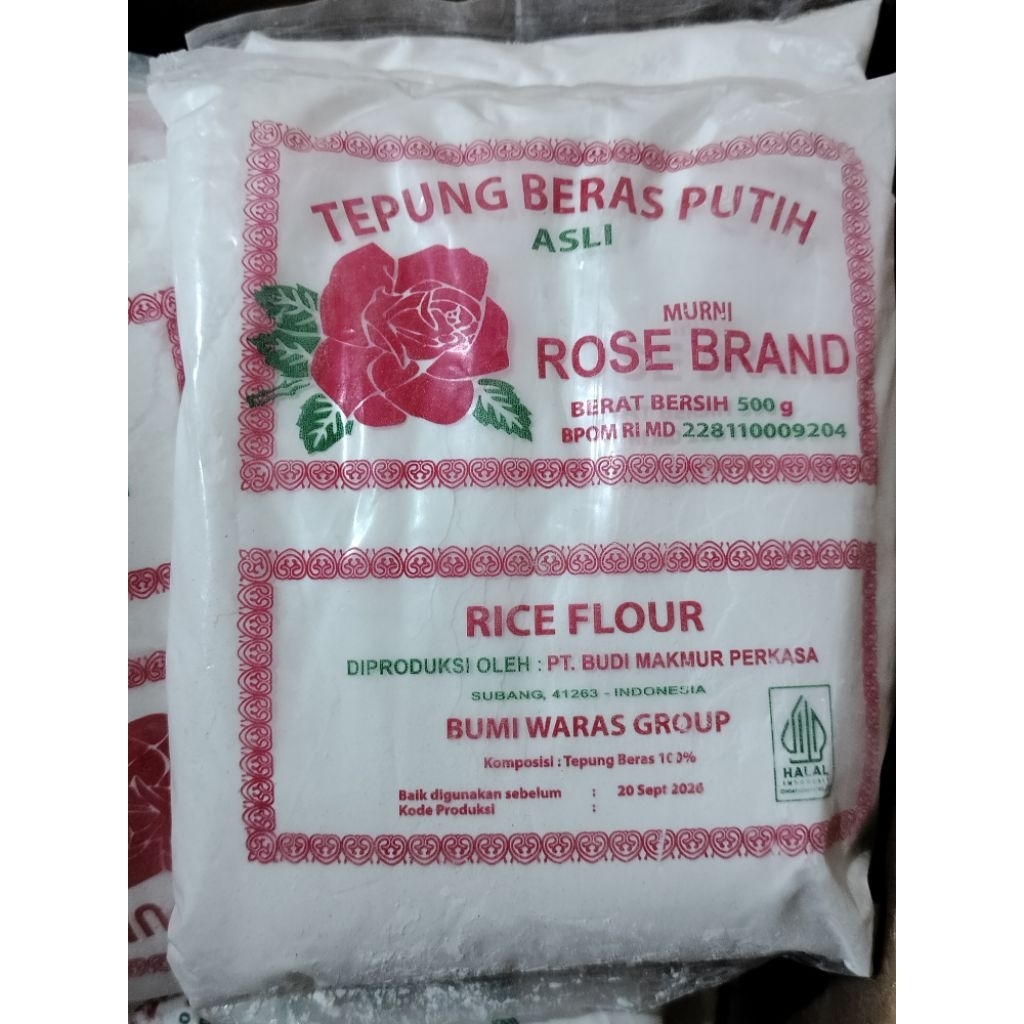 TEPUNG BERAS PUTIH
ASLI
MURNI
ROSE BRAND
BERAT BERSIH 500 g
BPOM RI MD 228110009204
RICE FLOUR
DIPRODUKSI OLEH : PT. BUDI MAKMUR PERKASA
SUBANG, 41263 - INDONESIA
BUMI WARAS GROUP
Komposisi : Tepung Beras 100%
Baik digunakan sebelum : 20 Sept 2026
Kode Produksi :
HALAL
INDONESIA